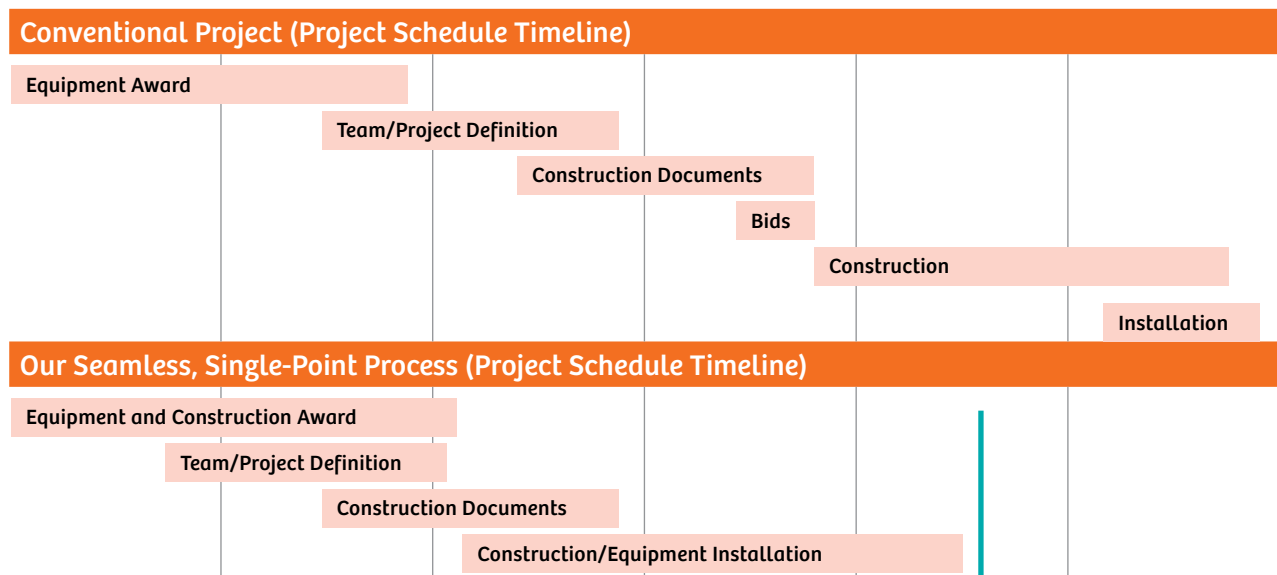 Conventional Project (Project Schedule Timeline)
Equipment Award
Team/Project Definition
Construction Documents
Bids
Construction
Installation
Our Seamless, Single-Point Process (Project Schedule Timeline)
Equipment and Construction Award
Team/Project Definition
Construction Documents
Construction/Equipment Installation